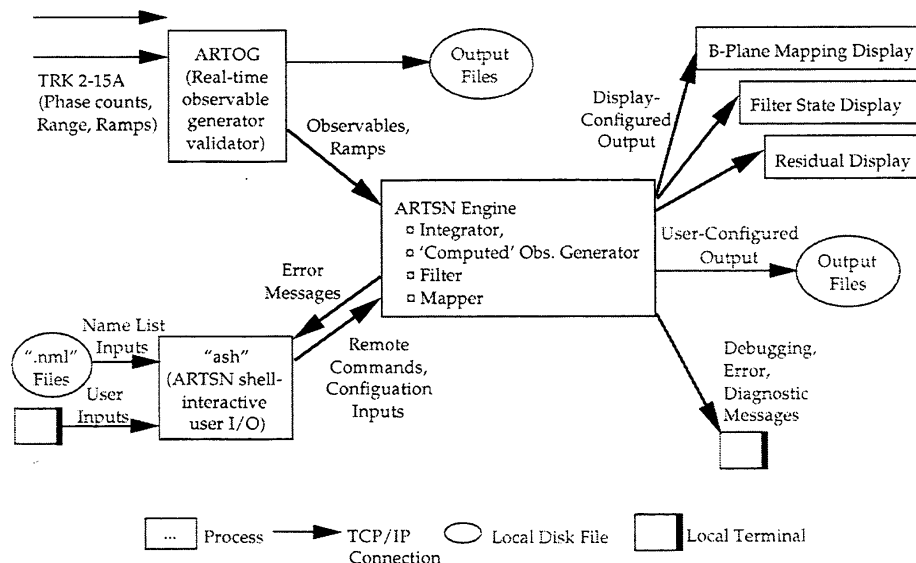 TRK 2-15A
(Phase counts,
Range, Ramps)
ARTOG
(Real-time
observable
generator
validator)
Output
Files
Observables,
Ramps
Display-
Configured
Output
B-Plane Mapping Display
Filter State Display
Residual Display
ARTSN Engine
¤ Integrator,
¤ ‘Computed’ Obs. Generator
¤ Filter
¤ Mapper
User-Configured
Output
Output
Files
Error
Messages
Name List
Inputs
“.nml”
Files
User
Inputs
“ash”
(ARTSN shell-
interactive
user I/O)
Remote
Commands,
Configuation
Inputs
Debugging,
Error,
Diagnostic
Messages
... Process
TCP/IP
Connection
Local Disk File
Local Terminal